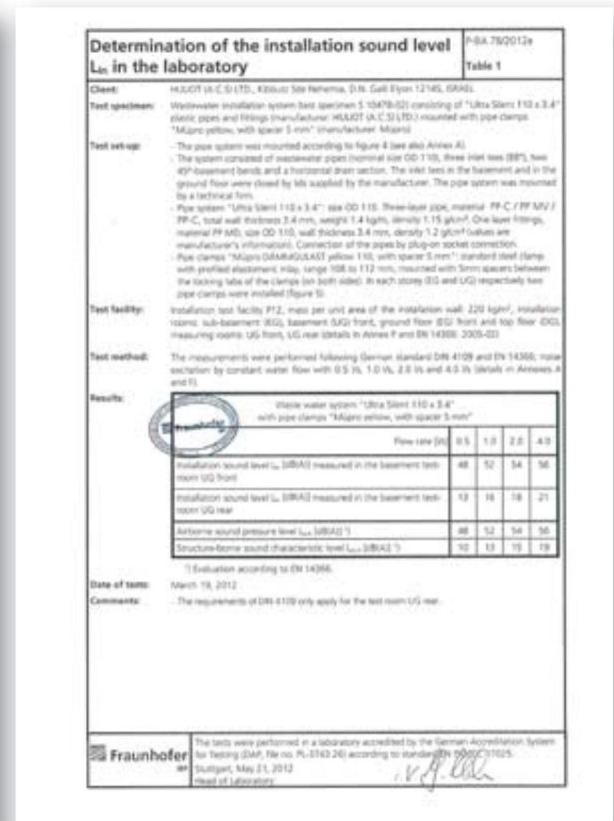 Determination of the installation sound level
Lin in the laboratory
P-BA 78/2012e
Table 1
Client: HULIOT (A.C.S) LTD., Kibbutz Sde Nehemia, D.N. Galil Elyon 12145, ISRAEL
Test specimen: Wastewater installation system (test specimen S 10478-02) consisting of "Ultra Silent 110 x 3.4"
plastic pipes and fittings (manufacturer: HULIOT (A.C.S) LTD.) mounted with pipe clamps
"Müpro yellow, with spacer 5 mm" (manufacturer: Müpro)
Test set-up: - The pipe system was mounted according to figure 4 (see also Annex A).
- The system consisted of wastewater pipes (nominal size OD 110), three inlet tees (88°), two
45°-basement bends and a horizontal drain section. The inlet tees in the basement and in the
ground floor were closed by lids supplied by the manufacturer. The pipe system was mounted
by a technical firm.
- Pipe system "Ultra Silent 110 x 3.4": size OD 110. Three-layer pipe, material PP-C / PP MV /
PP-C, total wall thickness 3.4 mm, weight 1.4 kg/m, density 1.15 g/cm³. One layer fittings,
material PP MD, size OD 110, wall thickness 3.4 mm, density 1.2 g/cm³ (values are
manufacturer's information). Connection of the pipes by plug-on socket connection.
- Pipe clamps "Müpro DÄMMGULAST yellow 110, with spacer 5 mm": standard steel clamp
with profiled elastomeric inlay, range 108 to 112 mm, mounted with 5mm spacers between
the locking tabs of the clamps (on both sides). In each storey (EG and UG) respectively two
pipe clamps were installed (figure 5).
Test facility: Installation test facility P12, mass per unit area of the installation wall: 220 kg/m², installation
rooms: sub-basement (KG), basement (UG) front, ground floor (EG) front and top floor (DG),
measuring rooms: UG front, UG rear (details in Annex P and EN 14366: 2005-02)
Test method: The measurements were performed following German standard DIN 4109 and EN 14366; noise
excitation by constant water flow with 0.5 l/s, 1.0 l/s, 2.0 l/s and 4.0 l/s (details in Annexes A
and F).
Results:
Fraunhofer
Waste water system "Ultra Silent 110 x 3.4"
with pipe clamps "Müpro yellow, with spacer 5 mm"
Flow rate [l/s] 0.5 1.0 2.0 4.0
Installation sound level Lin [dB(A)] measured in the basement test-
room UG front 48 52 54 56
Installation sound level Lin [dB(A)] measured in the basement test-
room UG rear 13 16 18 21
Airborne sound pressure level La,A [dB(A)] ¹) 48 52 54 56
Structure-borne sound characteristic level Lsc,A [dB(A)] ¹) 10 13 15 19
¹) Evaluation according to EN 14366.
Date of tests: March 19, 2012
Comments: - The requirements of DIN 4109 only apply for the test room UG rear.
Fraunhofer
IBP
The tests were performed in a laboratory accredited by the German Accreditation System
for Testing (DAP, file no. PL-3743.26) according to standard EN ISO/IEC 17025.
Stuttgart, May 21, 2012
Head of Laboratory: